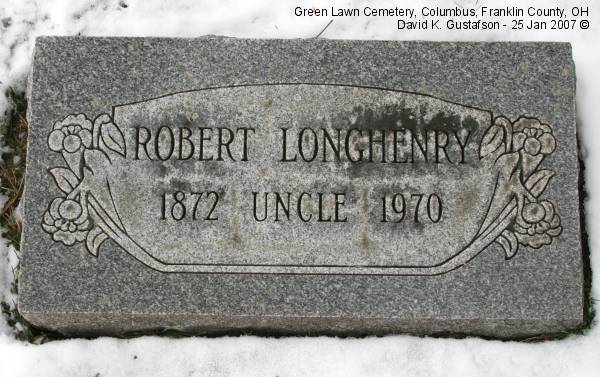 Green Lawn Cemetery, Columbus, Franklin County, OH
David K. Gustafson - 25 Jan 2007 ©
ROBERT LONGHENRY
1872 UNCLE 1970